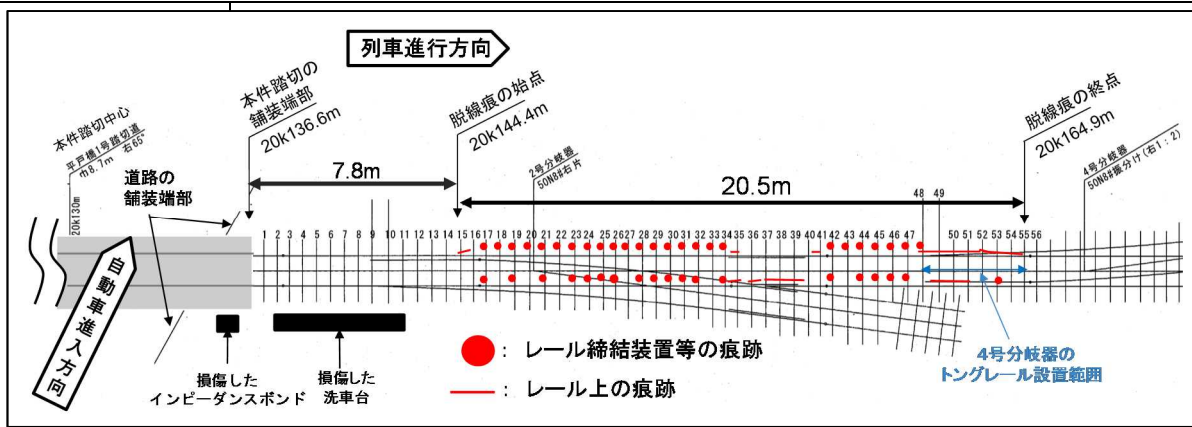 列車進行方向
本件踏切中心
平戸橋1号踏切道
巾8.7m 右65°
20k130m
道路の
舗装端部
本件踏切の
舗装端部
20k136.6m
脱線痕の始点
20k144.4m
2号分岐器
50N8#右片
脱線痕の終点
20k164.9m
4号分岐器
50N8#振分け(右1:2)
7.8m
20.5m
48 49
1 2 3 4 5 6 7 8 9 10 11 12 13 14 15 16 17 18 19 20 21 22 23 24 25 26 27 28 29 30 31 32 33 34 35 36 37 38 39 40 41 42 43 44 45 46 47 50 51 52 53 54 55 56
自動車進入方向
損傷した
インピーダンスボンド
損傷した
洗車台
: レール締結装置等の痕跡
: レール上の痕跡
4号分岐器の
トングレール設置範囲